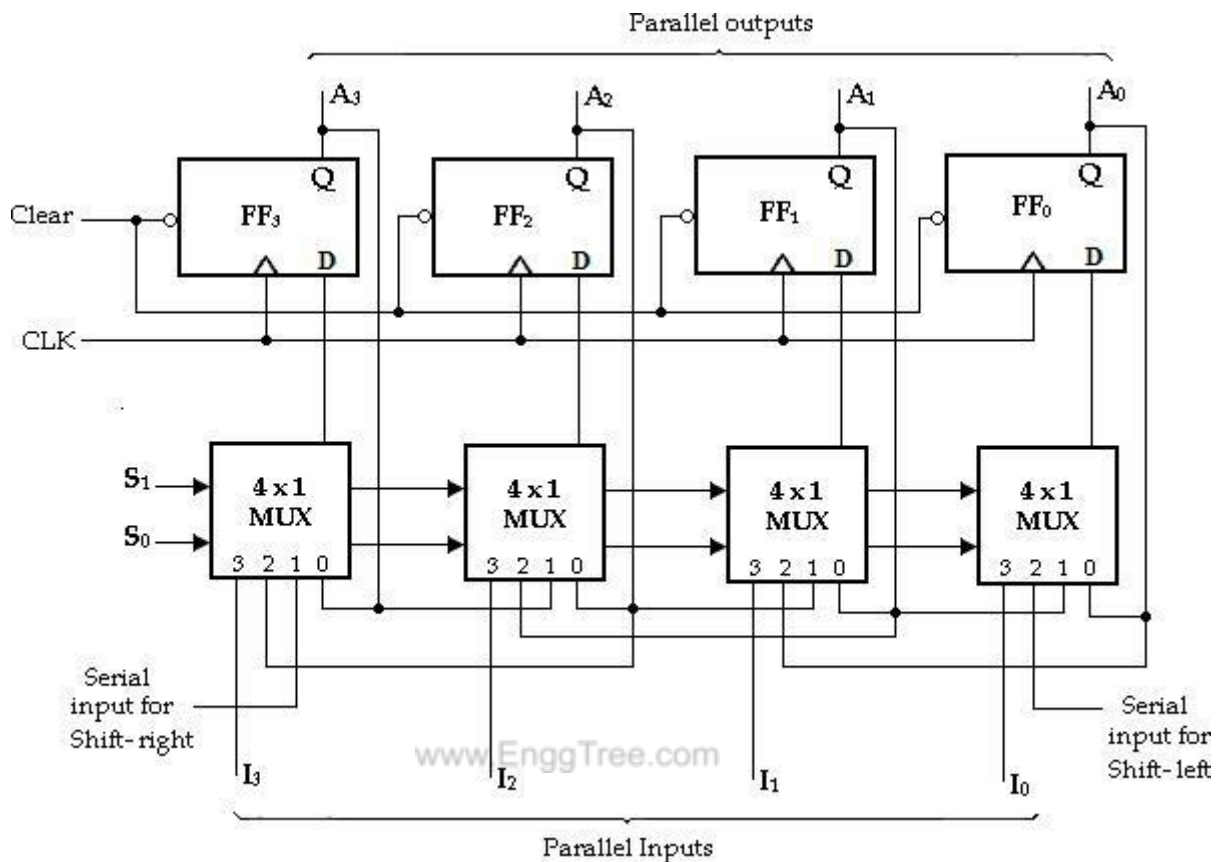 Parallel outputs
A₃ A₂ A₁ A₀
Q Q Q Q
Clear FF₃ FF₂ FF₁ FF₀
D D D D
CLK
S₁ 4 x 1 4 x 1 4 x 1 4 x 1
MUX MUX MUX MUX
S₀
3 2 1 0 3 2 1 0 3 2 1 0 3 2 1 0
Serial
input for
Shift-right
Serial
input for
Shift-left
www.EnggTree.com
I₃ I₂ I₁ I₀
Parallel Inputs